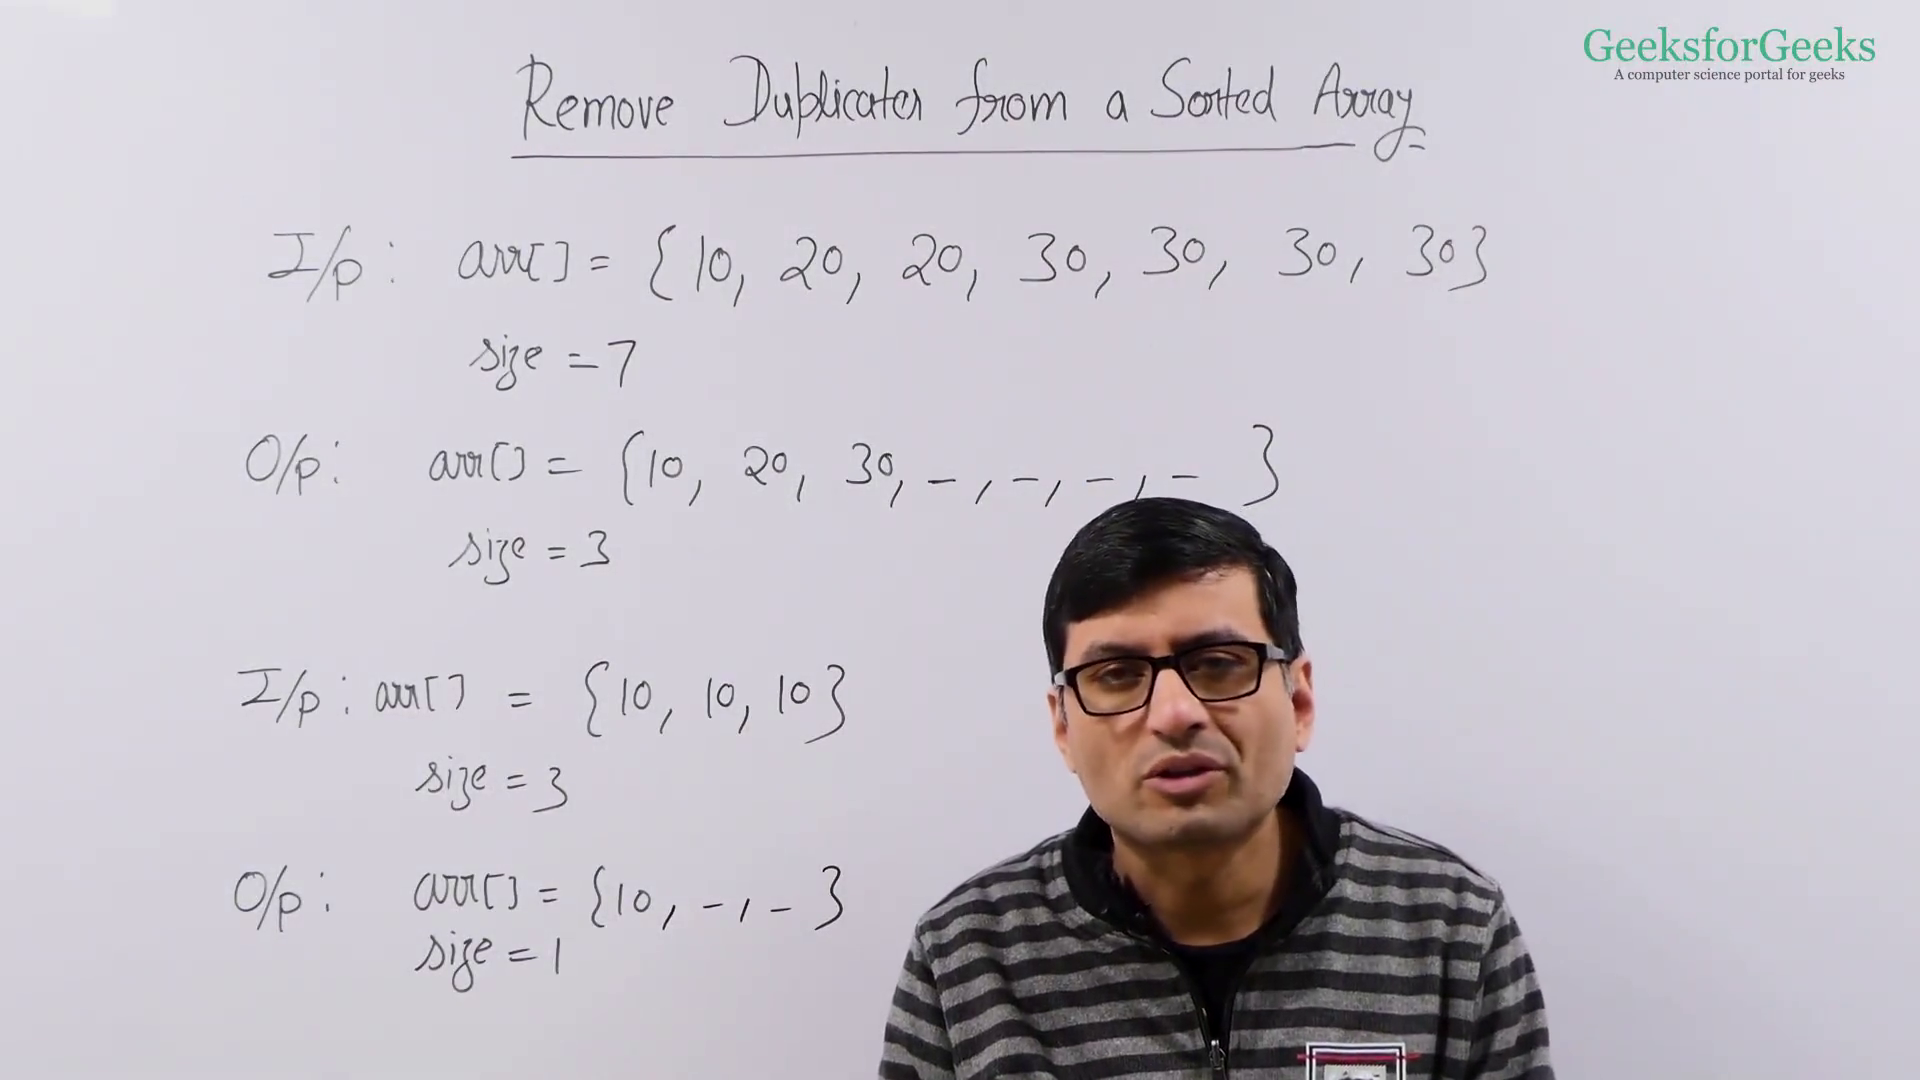 GeeksforGeeks
A computer science portal for geeks
Remove Duplicates from a Sorted Array
I/p: arr[] = {10, 20, 20, 30, 30, 30, 30}
size = 7
O/p: arr[] = {10, 20, 30, _, _, _, _ }
size = 3
I/p: arr[] = {10, 10, 10}
size = 3
O/p: arr[] = {10, _, _ }
size = 1